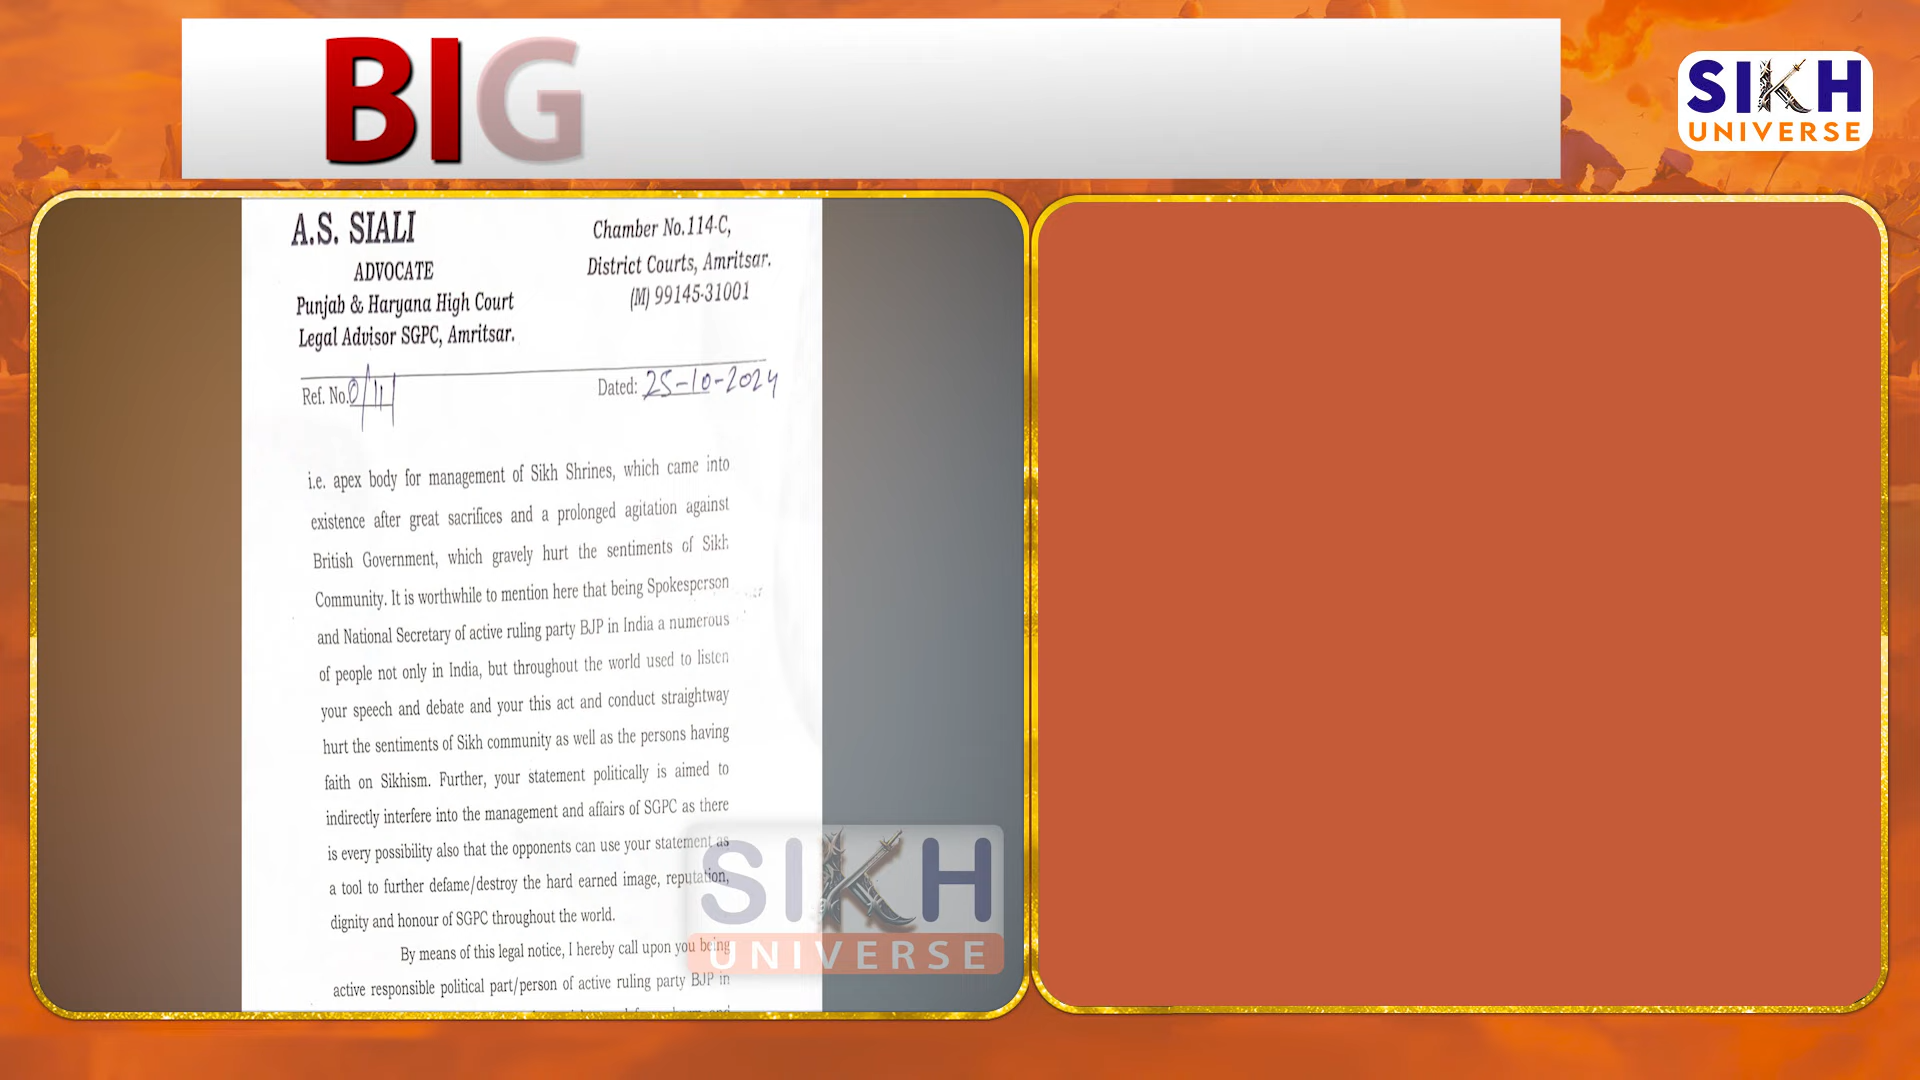 BIG
SIKH
UNIVERSE
A.S. SIALI
ADVOCATE
Punjab & Haryana High Court
Legal Advisor SGPC, Amritsar.
Chamber No.114-C,
District Courts, Amritsar.
(M) 99145-31001
Ref. No.
Dated: 25-10-2024
i.e. apex body for management of Sikh Shrines, which came into
existence after great sacrifices and a prolonged agitation against
British Government, which gravely hurt the sentiments of Sikh
Community. It is worthwhile to mention here that being Spokesperson
and National Secretary of active ruling party BJP in India a numerous
of people not only in India, but throughout the world used to listen
your speech and debate and your this act and conduct straightway
hurt the sentiments of Sikh community as well as the persons having
faith on Sikhism. Further, your statement politically is aimed to
indirectly interfere into the management and affairs of SGPC as there
is every possibility also that the opponents can use your statement as
a tool to further defame/destroy the hard earned image, reputation,
dignity and honour of SGPC throughout the world.
By means of this legal notice, I hereby call upon you being
active responsible political part/person of active ruling party BJP in
SIKH
UNIVERSE